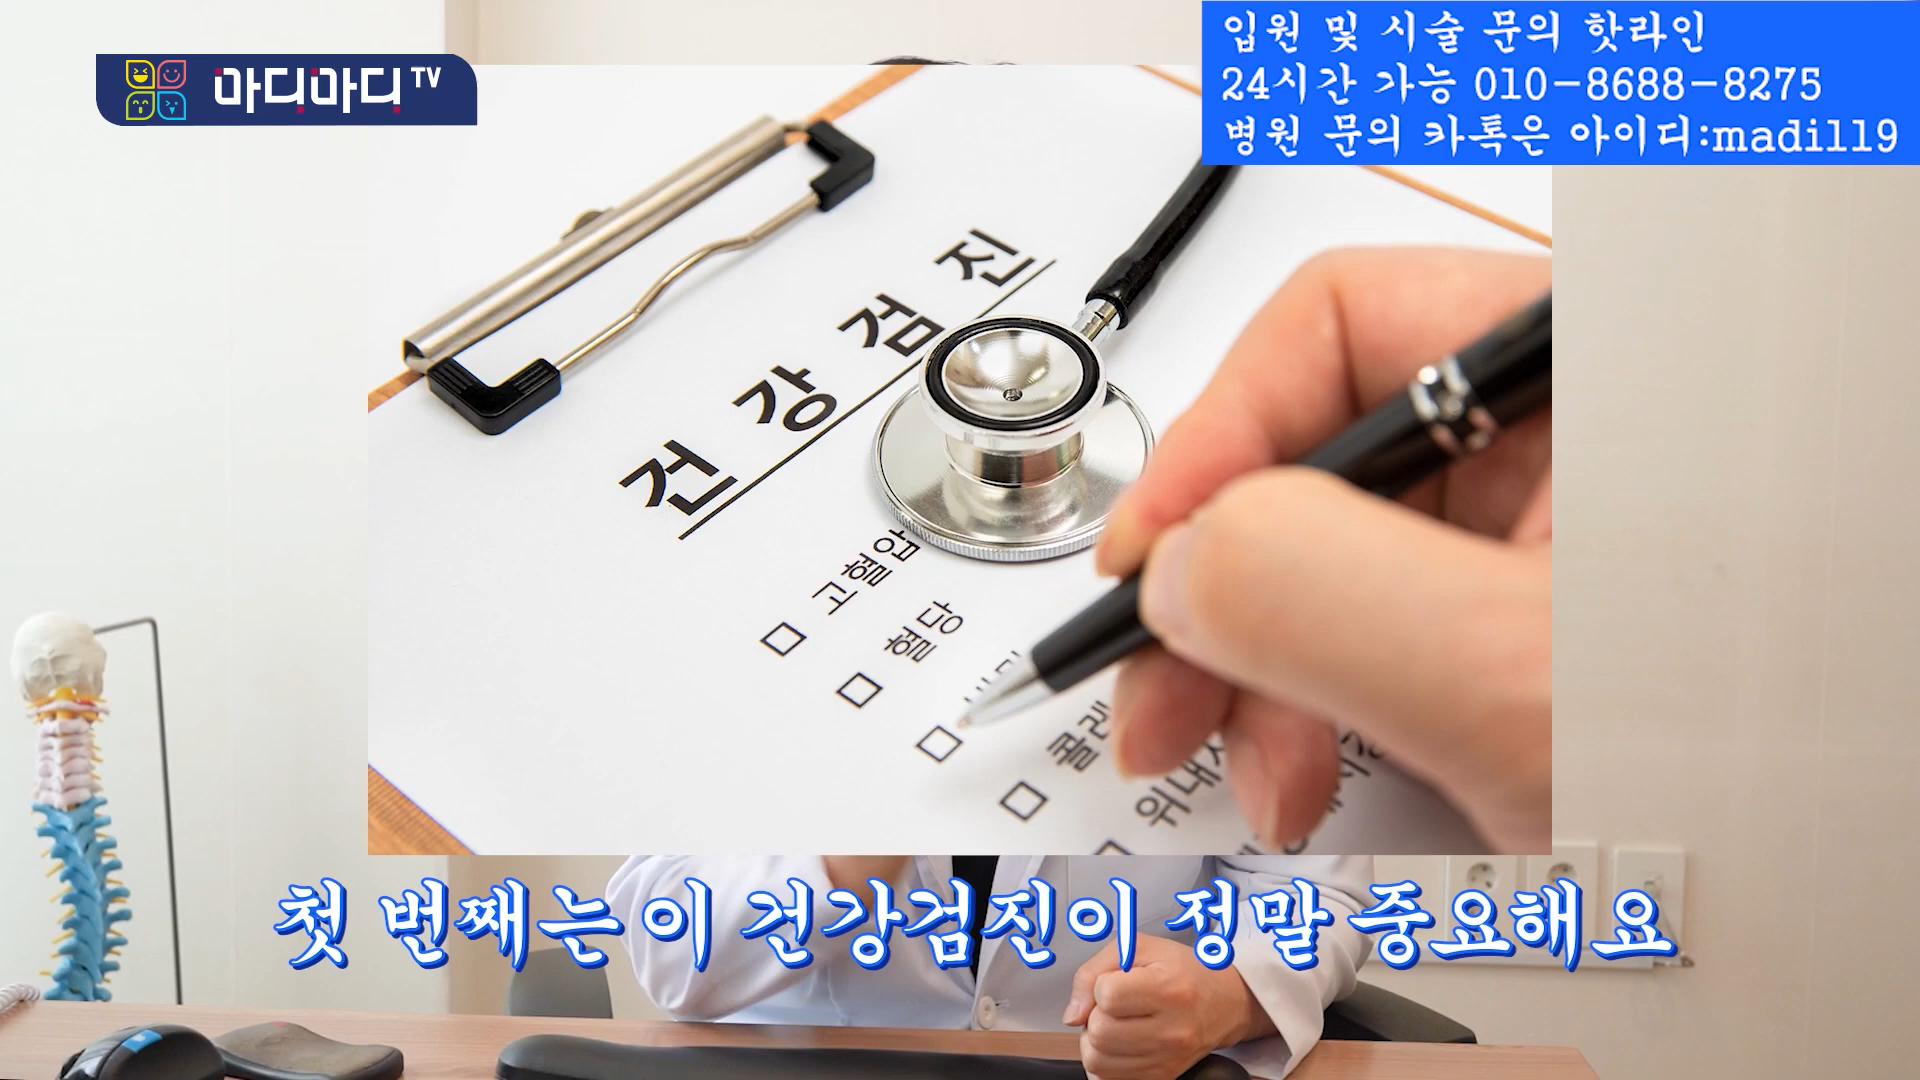 마디마디TV
입원 및 시술 문의 핫라인
24시간 가능 010-8688-8275
병원 문의 카톡은 아이디:madi119
건강검진
고혈압
혈당
첫 번째는 이 건강검진이 정말 중요해요